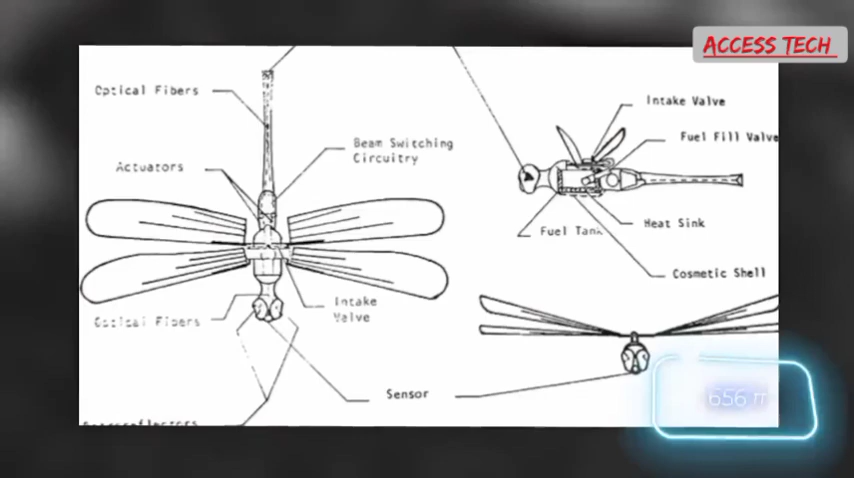 ACCESS TECH
Optical Fibers
Beam Switching
Circuitry
Actuators
Intake
Valve
Optical Fibers
Sensor
Intake Valve
Fuel Fill Valve
Heat Sink
Fuel Tank
Cosmetic Shell
656